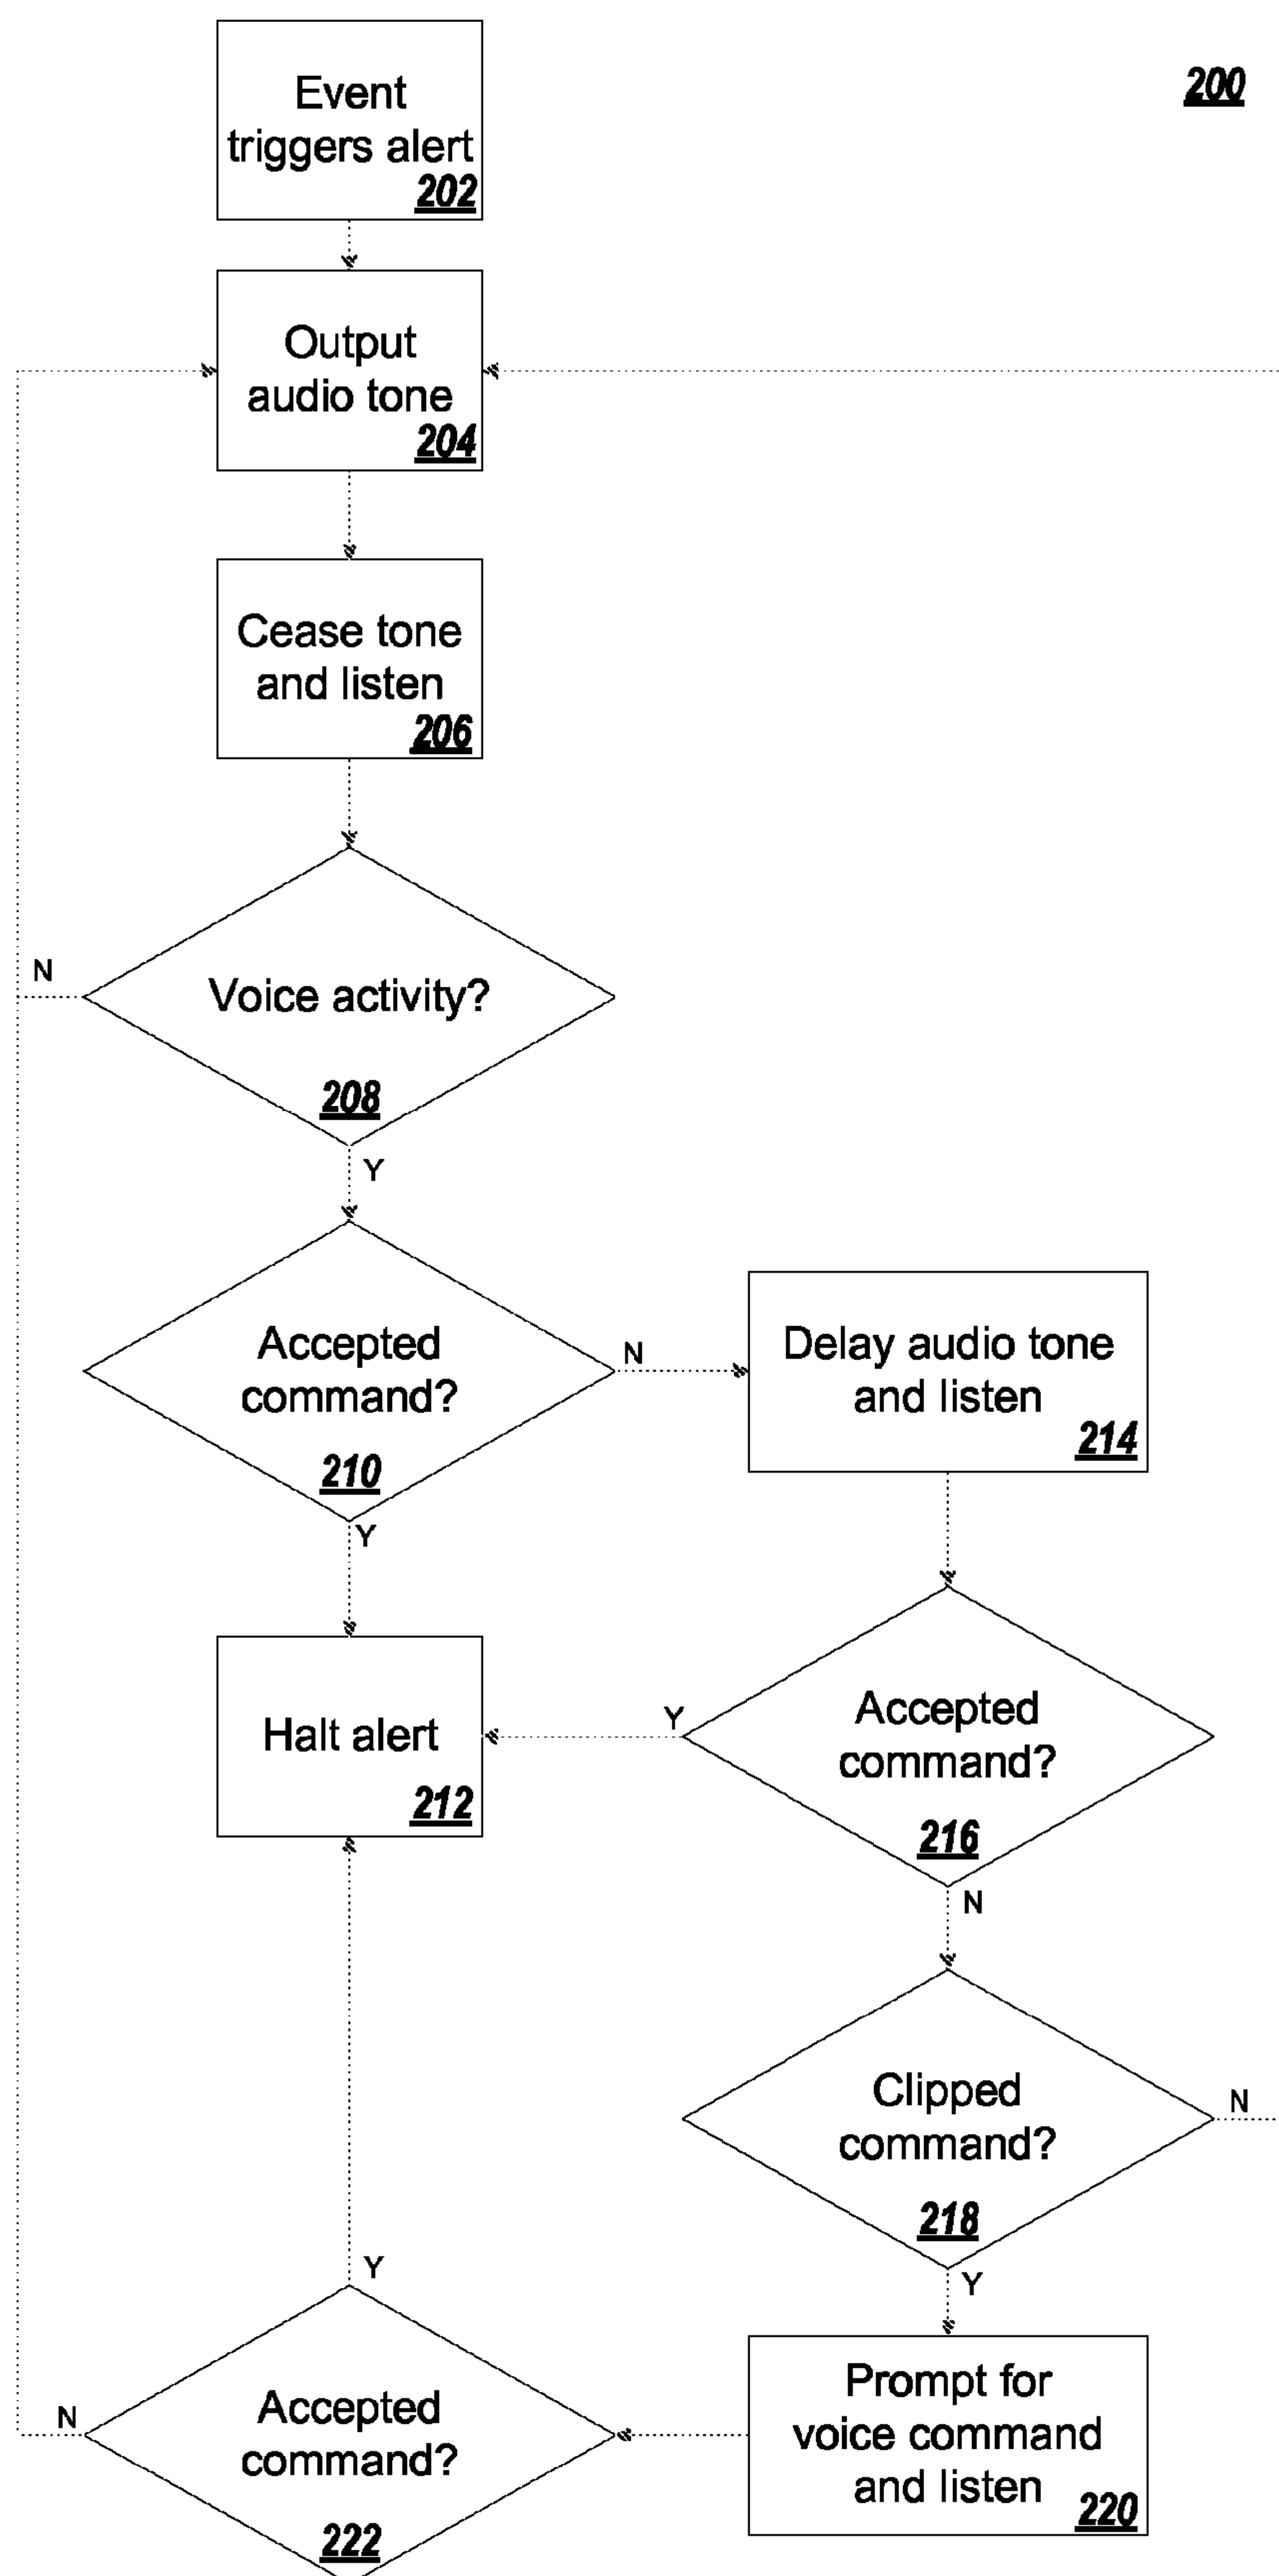 200
Event
triggers alert
202
Output
audio tone
204
Cease tone
and listen
206
Voice activity?
N
208
Y
Accepted
command?
N
210
Y
Delay audio tone
and listen
214
Halt alert
212
Accepted
command?
Y
216
N
Clipped
command?
N
218
Y
Prompt for
voice command
and listen
220
Y
Accepted
command?
N
222